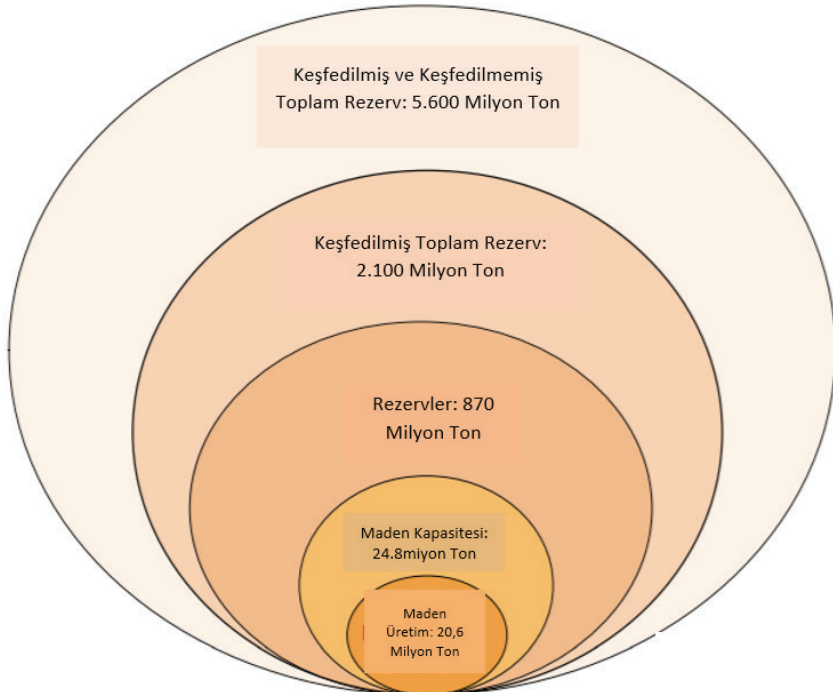 Keşfedilmiş ve Keşfedilmemiş
Toplam Rezerv: 5.600 Milyon Ton
Keşfedilmiş Toplam Rezerv:
2.100 Milyon Ton
Rezervler: 870
Milyon Ton
Maden Kapasitesi:
24.8miyon Ton
Maden
Üretim: 20,6
Milyon Ton